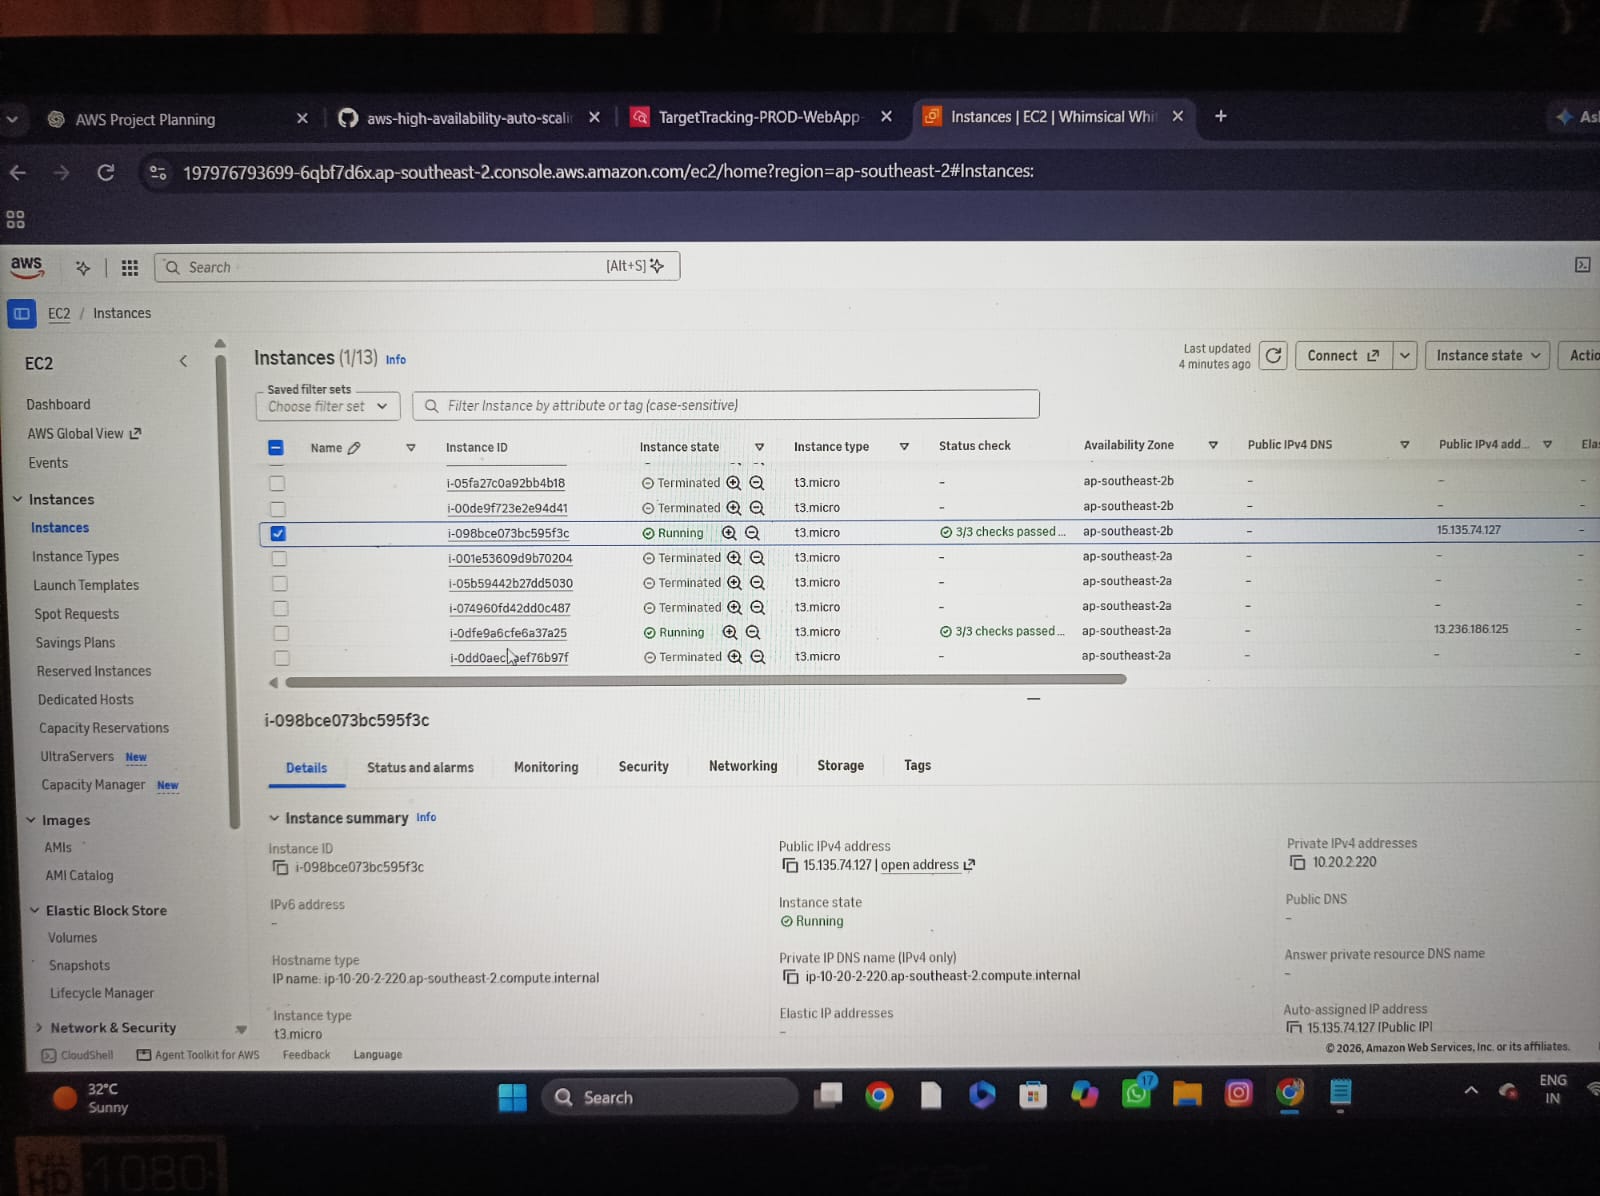 AWS Project Planning
aws-high-availability-auto-scali
TargetTracking-PROD-WebApp-
Instances | EC2 | Whimsical Whi
197976793699-6qbf7d6x.ap-southeast-2.console.aws.amazon.com/ec2/home?region=ap-southeast-2#Instances:
aws
Search
[Alt+S]
EC2 / Instances
EC2
Dashboard
AWS Global View
Events
Instances
Instances
Instance Types
Launch Templates
Spot Requests
Savings Plans
Reserved Instances
Dedicated Hosts
Capacity Reservations
UltraServers New
Capacity Manager New
Images
AMIs
AMI Catalog
Elastic Block Store
Volumes
Snapshots
Lifecycle Manager
Network & Security
Instances (1/13) Info
Last updated
4 minutes ago
Connect
Instance state
Saved filter sets
Choose filter set
Filter Instance by attribute or tag (case-sensitive)
Name Instance ID Instance state Instance type Status check Availability Zone Public IPv4 DNS Public IPv4 add...
i-05fa27c0a92bb4b18 Terminated t3.micro - ap-southeast-2b - - -
i-00de9f723e2e94d41 Terminated t3.micro - ap-southeast-2b - - -
i-098bce073bc595f3c Running t3.micro 3/3 checks passed ... ap-southeast-2b - 15.135.74.127 -
i-001e53609d9b70204 Terminated t3.micro - ap-southeast-2a - - -
i-05b59442b27dd5030 Terminated t3.micro - ap-southeast-2a - - -
i-074960fd42dd0c487 Terminated t3.micro - ap-southeast-2a - - -
i-0dfe9a6cfe6a37a25 Running t3.micro 3/3 checks passed ... ap-southeast-2a - 13.236.186.125 -
Terminated t3.micro - ap-southeast-2a - - -
i-098bce073bc595f3c
Details Status and alarms Monitoring Security Networking Storage Tags
Instance summary Info
Instance ID
i-098bce073bc595f3c
Public IPv4 address
15.135.74.127 | open address
Private IPv4 addresses
10.20.2.220
IPv6 address
-
Instance state
Running
Public DNS
-
Hostname type
IP name: ip-10-20-2-220.ap-southeast-2.compute.internal
Private IP DNS name (IPv4 only)
ip-10-20-2-220.ap-southeast-2.compute.internal
Answer private resource DNS name
-
Instance type
t3.micro
Elastic IP addresses
-
Auto-assigned IP address
15.135.74.127 [Public IP]
CloudShell Agent Toolkit for AWS Feedback Language
© 2026, Amazon Web Services, Inc. or its affiliates.
32°C
Sunny
Search
17
ENG
IN
FULL HD 1080